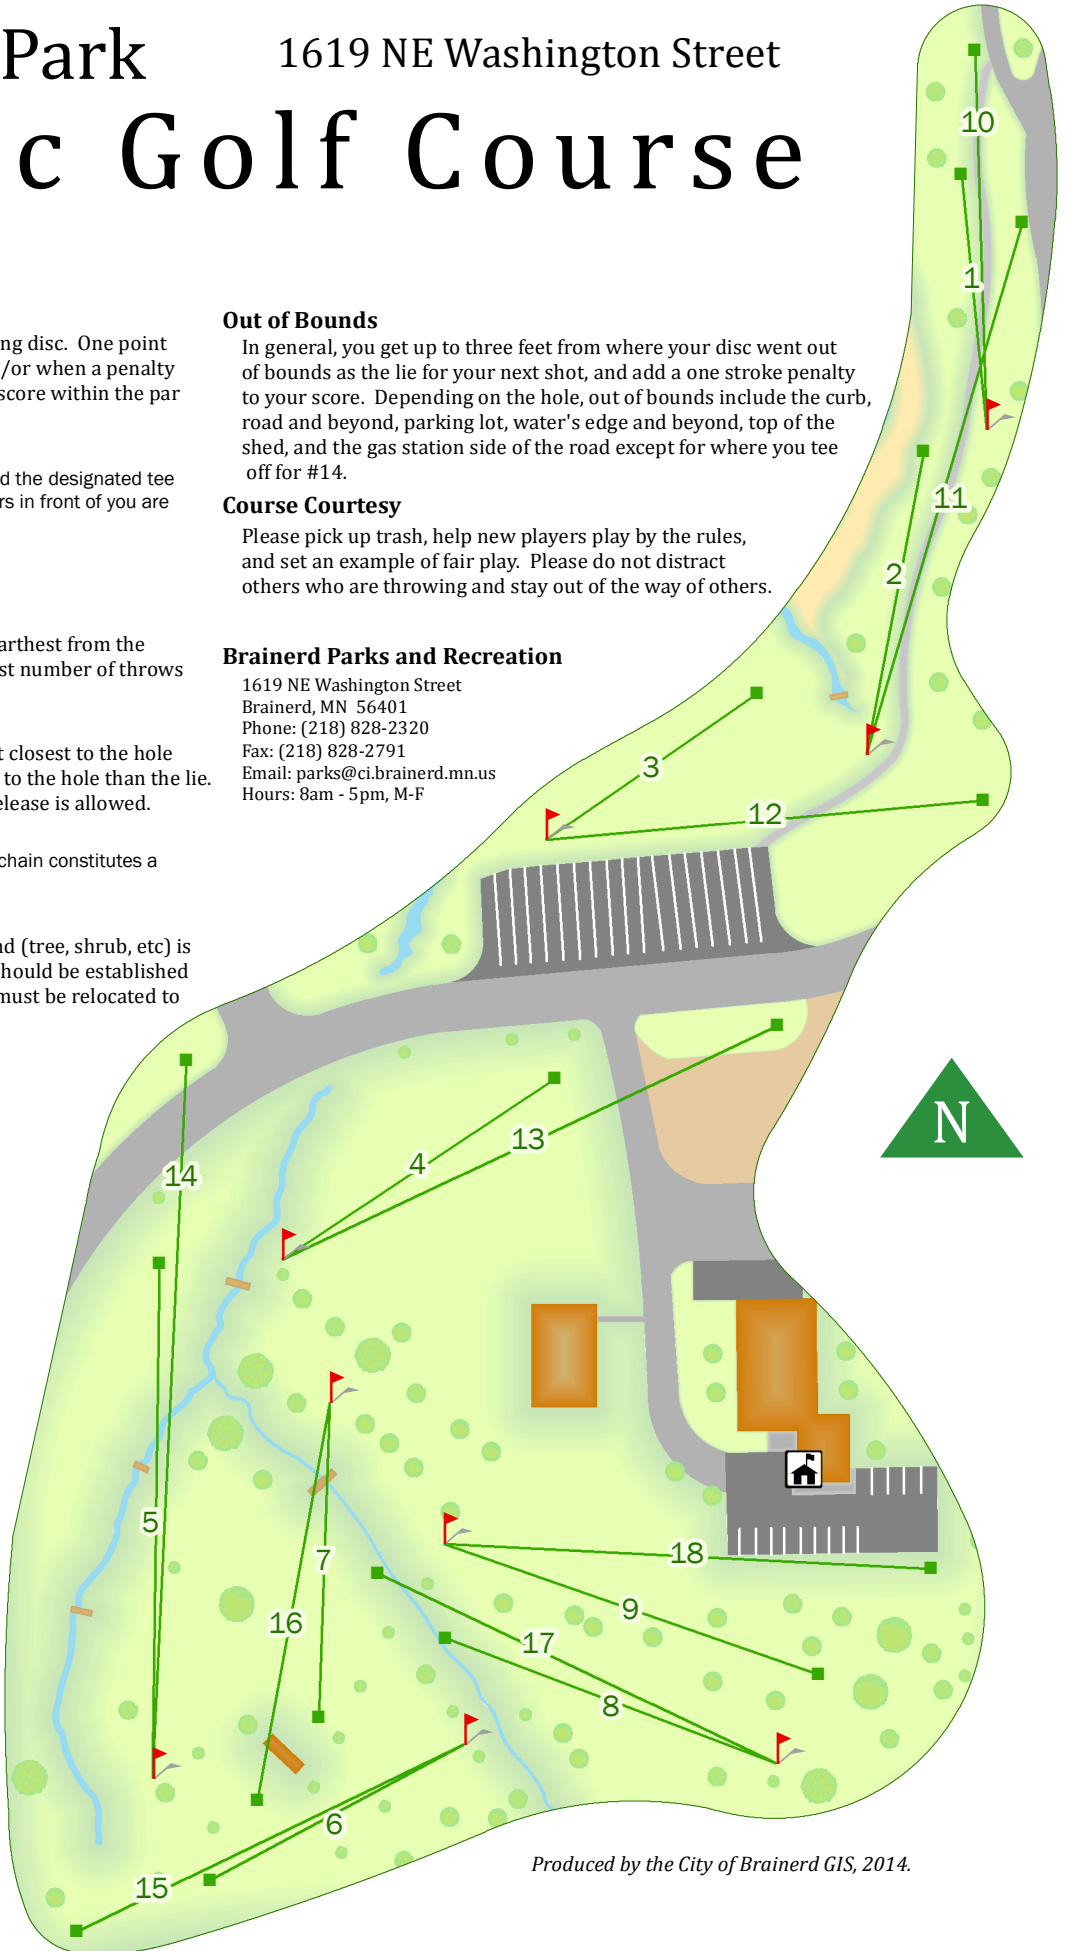 Park
1619 NE Washington Street
c Golf Course
ng disc. One point
/or when a penalty
score within the par
d the designated tee
rs in front of you are
arthest from the
st number of throws
t closest to the hole
to the hole than the lie.
elease is allowed.
chain constitutes a
nd (tree, shrub, etc) is
should be established
must be relocated to
Out of Bounds
In general, you get up to three feet from where your disc went out
of bounds as the lie for your next shot, and add a one stroke penalty
to your score. Depending on the hole, out of bounds include the curb,
road and beyond, parking lot, water's edge and beyond, top of the
shed, and the gas station side of the road except for where you tee
off for #14.
Course Courtesy
Please pick up trash, help new players play by the rules,
and set an example of fair play. Please do not distract
others who are throwing and stay out of the way of others.
Brainerd Parks and Recreation
1619 NE Washington Street
Brainerd, MN 56401
Phone: (218) 828-2320
Fax: (218) 828-2791
Email: parks@ci.brainerd.mn.us
Hours: 8am - 5pm, M-F
10
1
11
2
3
12
N
13
4
14
5
7
18
9
16
17
8
6
15
Produced by the City of Brainerd GIS, 2014.